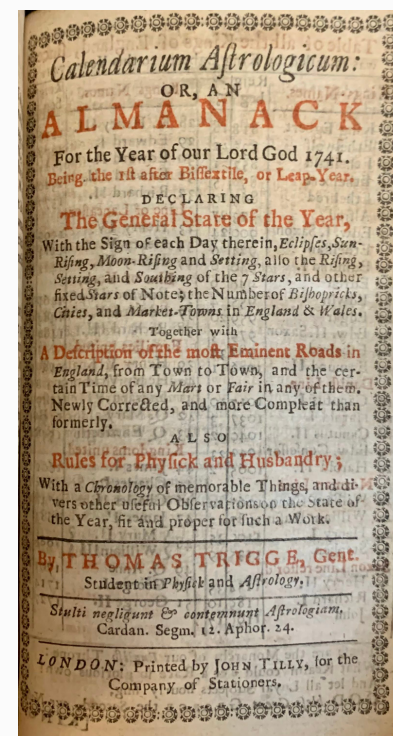 Calendarium Aſtrologicum:
OR, AN
ALMANACK
For the Year of our Lord God 1741.
Being the 1ſt after Biſſextile, or Leap-Year.
DECLARING
The General State of the Year,
With the Sign of each Day therein, Eclipſes, Sun-
Riſing, Moon-Riſing and Setting, alſo the Riſing,
Setting, and Southing of the 7 Stars, and other
fixed Stars of Note; the Number of Biſhopricks,
Cities, and Market-Towns in England & Wales.
Together with
A Deſcription of the moſt Eminent Roads in
England, from Town to Town, and the cer-
tain Time of any Mart or Fair in any of them.
Newly Corrected, and more Compleat than
formerly.
ALSO
Rules for Phyſick and Husbandry;
With a Chronology of memorable Things, and di-
vers other uſeful Obſervations on the State of
the Year, fit and proper for ſuch a Work.
By THOMAS TRIGGE, Gent.
Student in Phyſick and Aſtrology.
Stulti negligunt & contemnunt Aſtrologiam.
Cardan. Segm. 12. Aphor. 24.
LONDON: Printed by JOHN TILLY, for the
Company of Stationers.